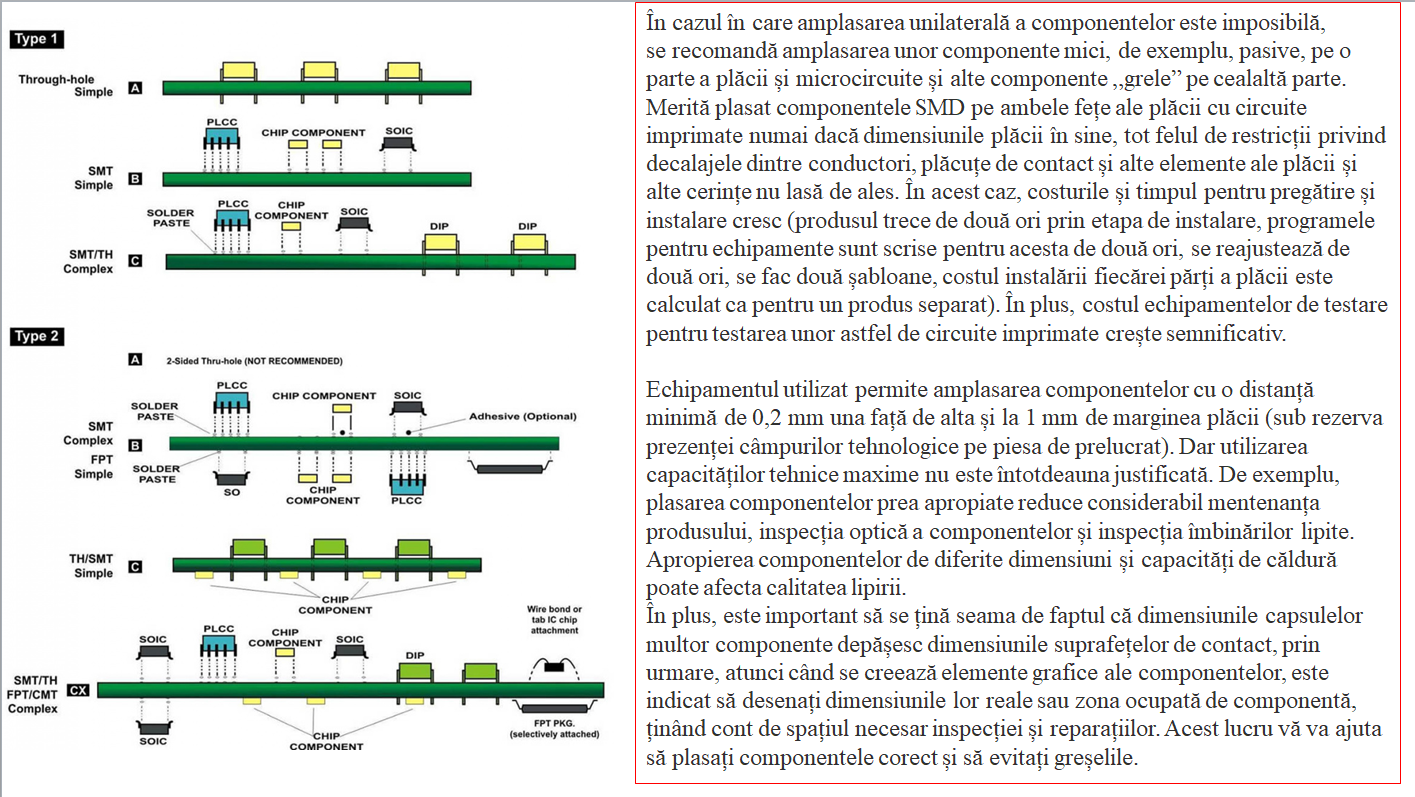 Type 1
Through-hole
Simple
A
PLCC
CHIP COMPONENT
SOIC
SMT
Simple
B
SOLDER
PASTE
PLCC
CHIP
COMPONENT
SOIC
DIP
DIP
SMT/TH
Complex
C
Type 2
A
2-Sided Thru-hole (NOT RECOMMENDED)
PLCC
CHIP COMPONENT
SOIC
SOLDER
PASTE
Adhesive (Optional)
SMT
Complex
B
FPT
Simple
SOLDER
PASTE
SO
CHIP
COMPONENT
PLCC
TH/SMT
Simple
C
CHIP
COMPONENT
Wire bond or
tab IC chip
attachment
SOIC
PLCC
CHIP
COMPONENT
SOIC
DIP
SMT/TH
FPT/CMT
Complex
CX
SOIC
CHIP
COMPONENT
FPT PKG.
(selectively attached)
În cazul în care amplasarea unilaterală a componentelor este imposibilă,
se recomandă amplasarea unor componente mici, de exemplu, pasive, pe o
parte a plăcii și microcircuite și alte componente ,,grele” pe cealaltă parte.
Merită plasat componentele SMD pe ambele fețe ale plăcii cu circuite
imprimate numai dacă dimensiunile plăcii în sine, tot felul de restricții privind
decalajele dintre conductori, plăcuțe de contact și alte elemente ale plăcii și
alte cerințe nu lasă de ales. În acest caz, costurile și timpul pentru pregătire și
instalare cresc (produsul trece de două ori prin etapa de instalare, programele
pentru echipamente sunt scrise pentru acesta de două ori, se reajustează de
două ori, se fac două șabloane, costul instalării fiecărei părți a plăcii este
calculat ca pentru un produs separat). În plus, costul echipamentelor de testare
pentru testarea unor astfel de circuite imprimate crește semnificativ.
Echipamentul utilizat permite amplasarea componentelor cu o distanță
minimă de 0,2 mm una față de alta și la 1 mm de marginea plăcii (sub rezerva
prezenței câmpurilor tehnologice pe piesa de prelucrat). Dar utilizarea
capacităților tehnice maxime nu este întotdeauna justificată. De exemplu,
plasarea componentelor prea apropiate reduce considerabil mentenanța
produsului, inspecția optică a componentelor și inspecția îmbinărilor lipite.
Apropierea componentelor de diferite dimensiuni și capacități de căldură
poate afecta calitatea lipirii.
În plus, este important să se țină seama de faptul că dimensiunile capsulelor
multor componente depășesc dimensiunile suprafețelor de contact, prin
urmare, atunci când se creează elemente grafice ale componentelor, este
indicat să desenați dimensiunile lor reale sau zona ocupată de componentă,
ținând cont de spațiul necesar inspecției și reparațiilor. Acest lucru vă va ajuta
să plasați componentele corect și să evitați greșelile.